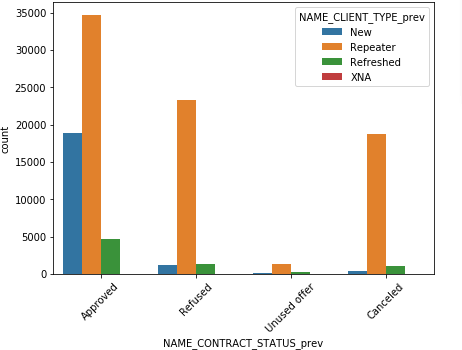 35000
30000
25000
20000
15000
10000
5000
0
count
NAME_CLIENT_TYPE_prev
New
Repeater
Refreshed
XNA
Approved
Refused
Unused offer
Canceled
NAME_CONTRACT_STATUS_prev